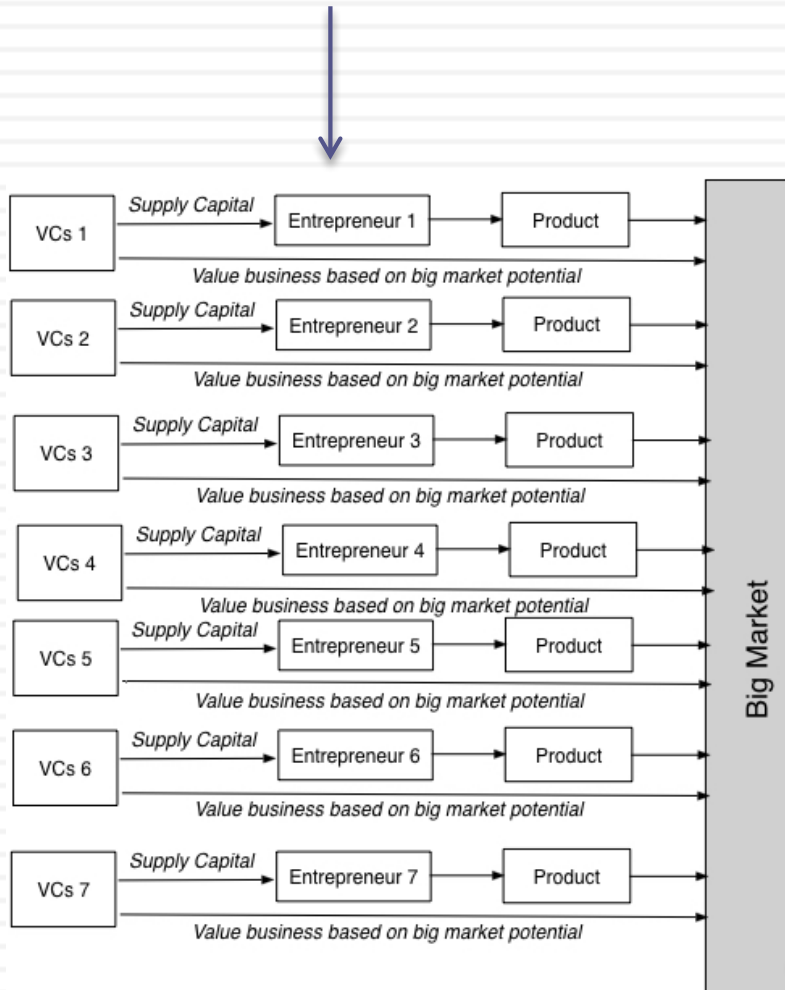 Supply Capital
VCs 1
Entrepreneur 1
Product
Value business based on big market potential
Supply Capital
VCs 2
Entrepreneur 2
Product
Value business based on big market potential
Supply Capital
VCs 3
Entrepreneur 3
Product
Value business based on big market potential
Supply Capital
VCs 4
Entrepreneur 4
Product
Value business based on big market potential
Supply Capital
VCs 5
Entrepreneur 5
Product
Value business based on big market potential
Supply Capital
VCs 6
Entrepreneur 6
Product
Value business based on big market potential
Supply Capital
VCs 7
Entrepreneur 7
Product
Value business based on big market potential
Big Market